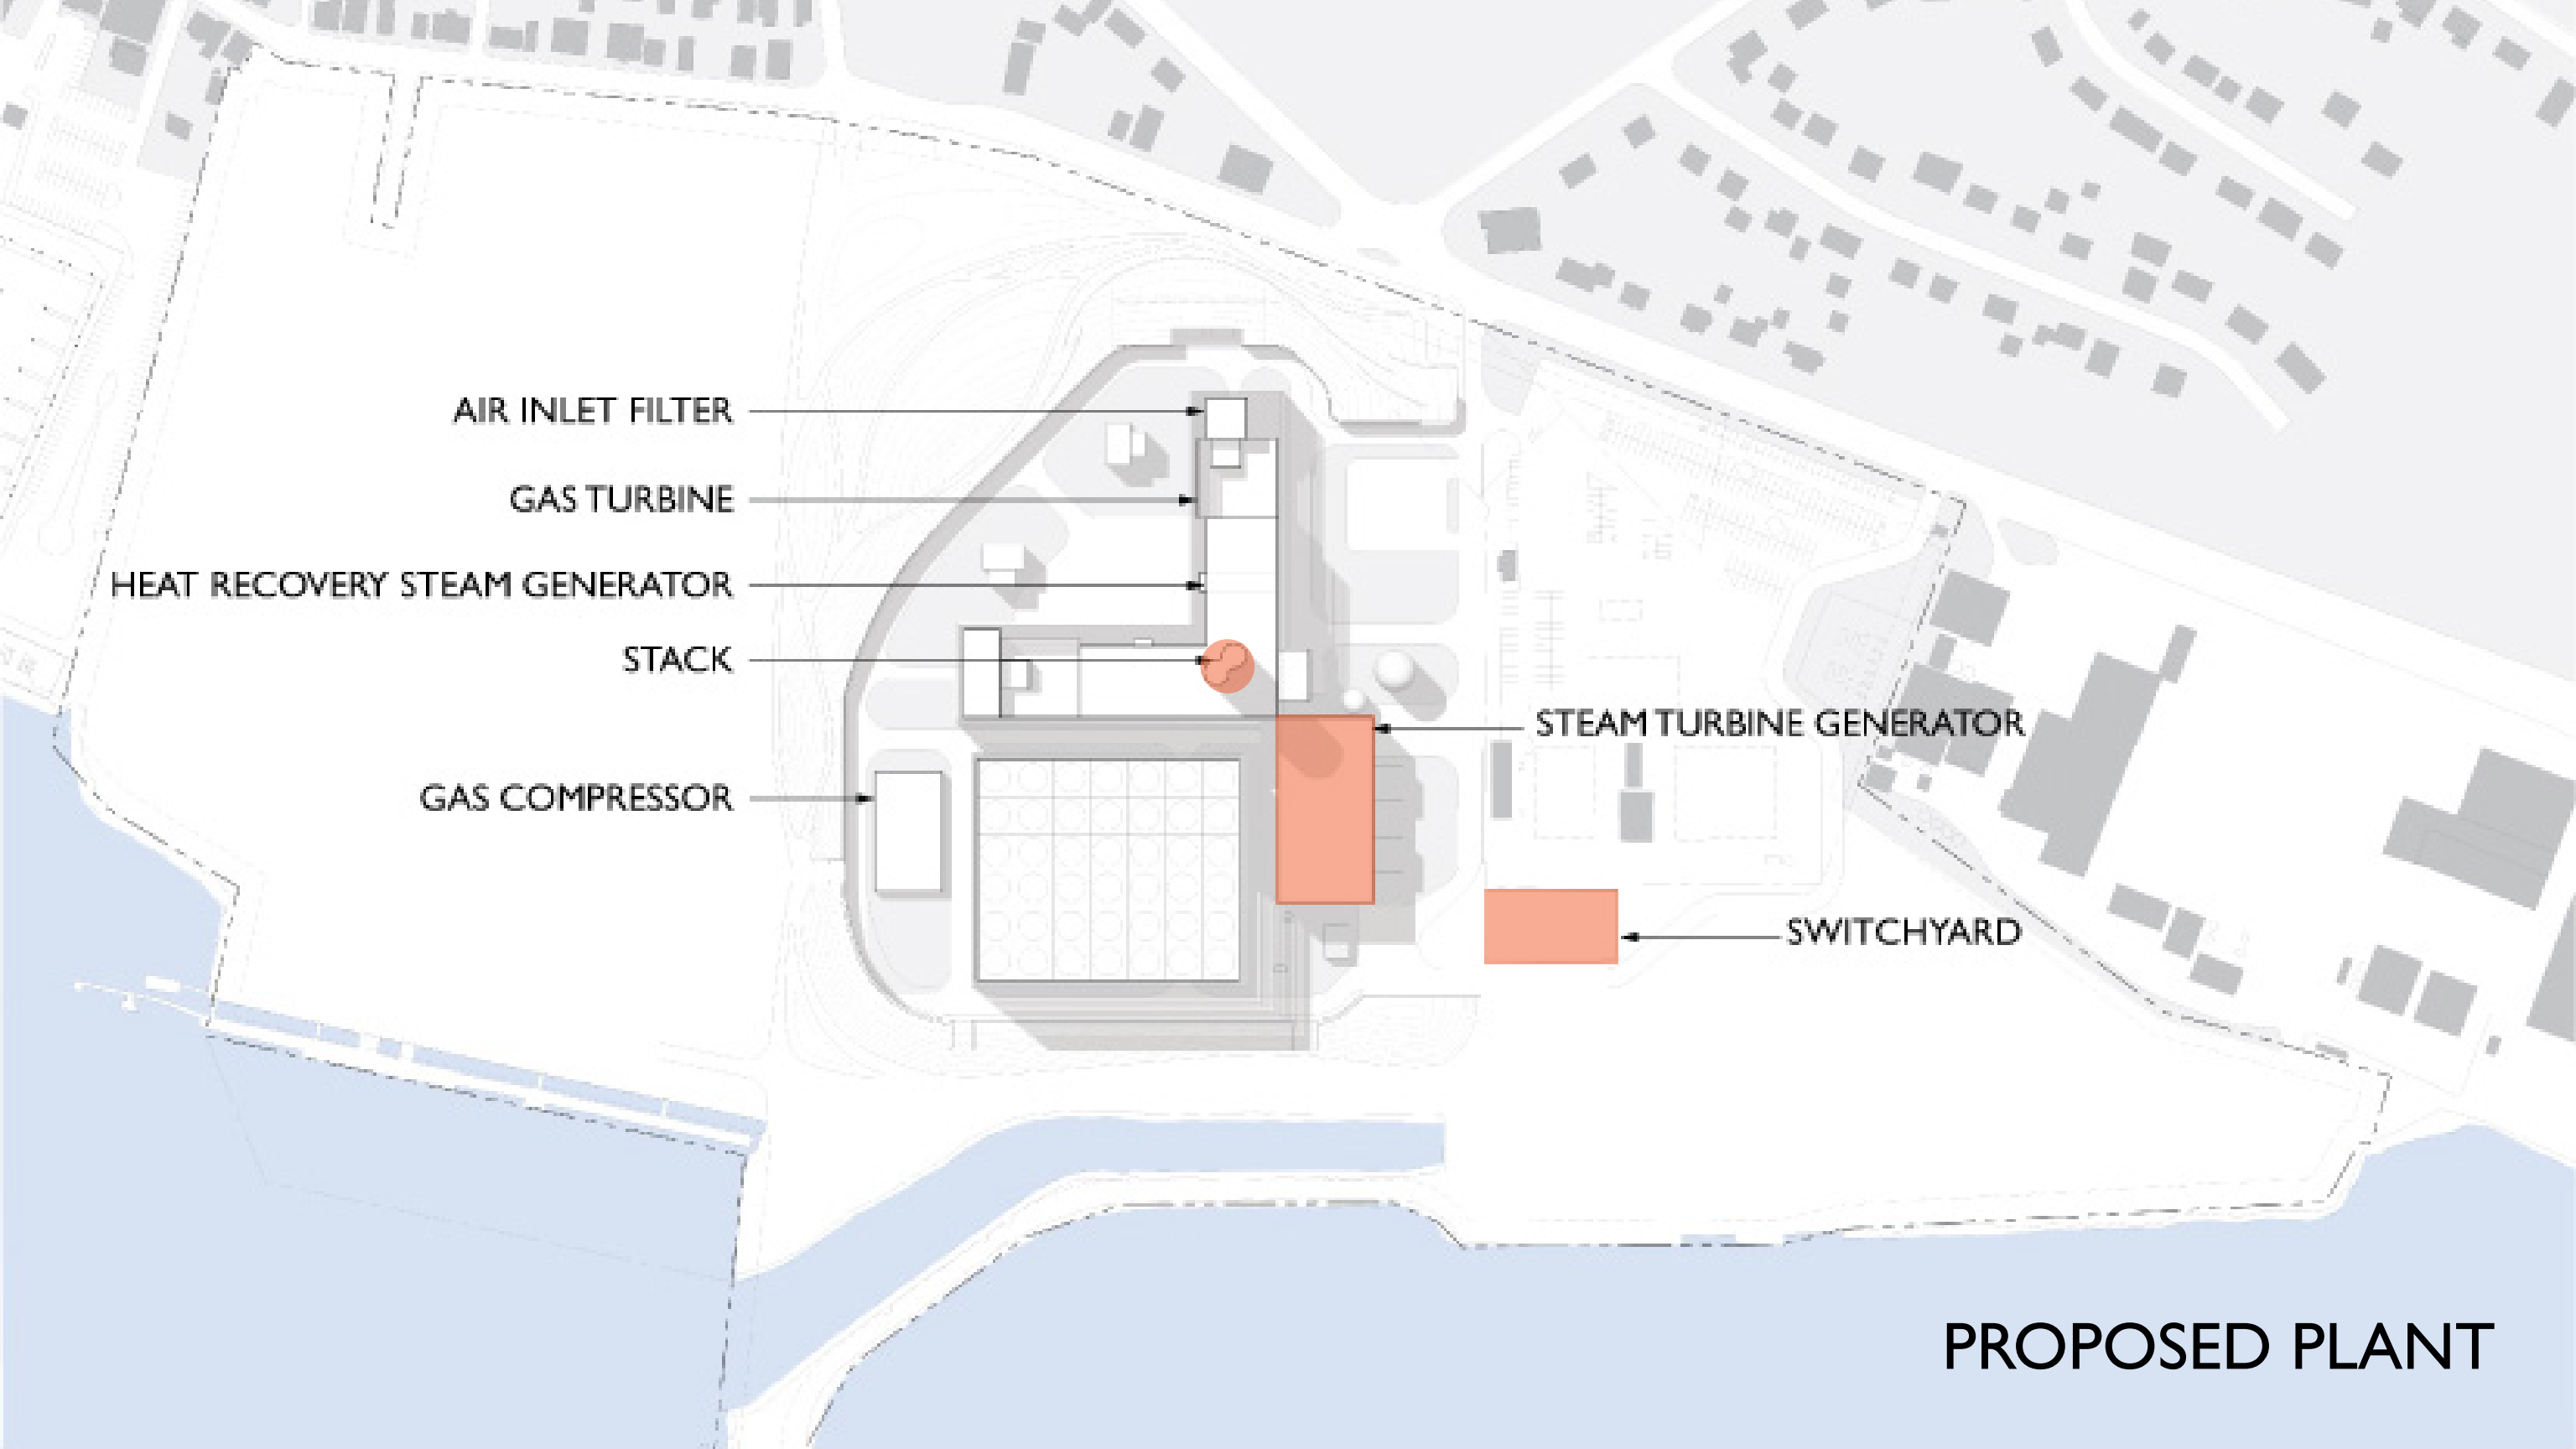 AIR INLET FILTER
GAS TURBINE
HEAT RECOVERY STEAM GENERATOR
STACK
STEAM TURBINE GENERATOR
GAS COMPRESSOR
SWITCHYARD
PROPOSED PLANT